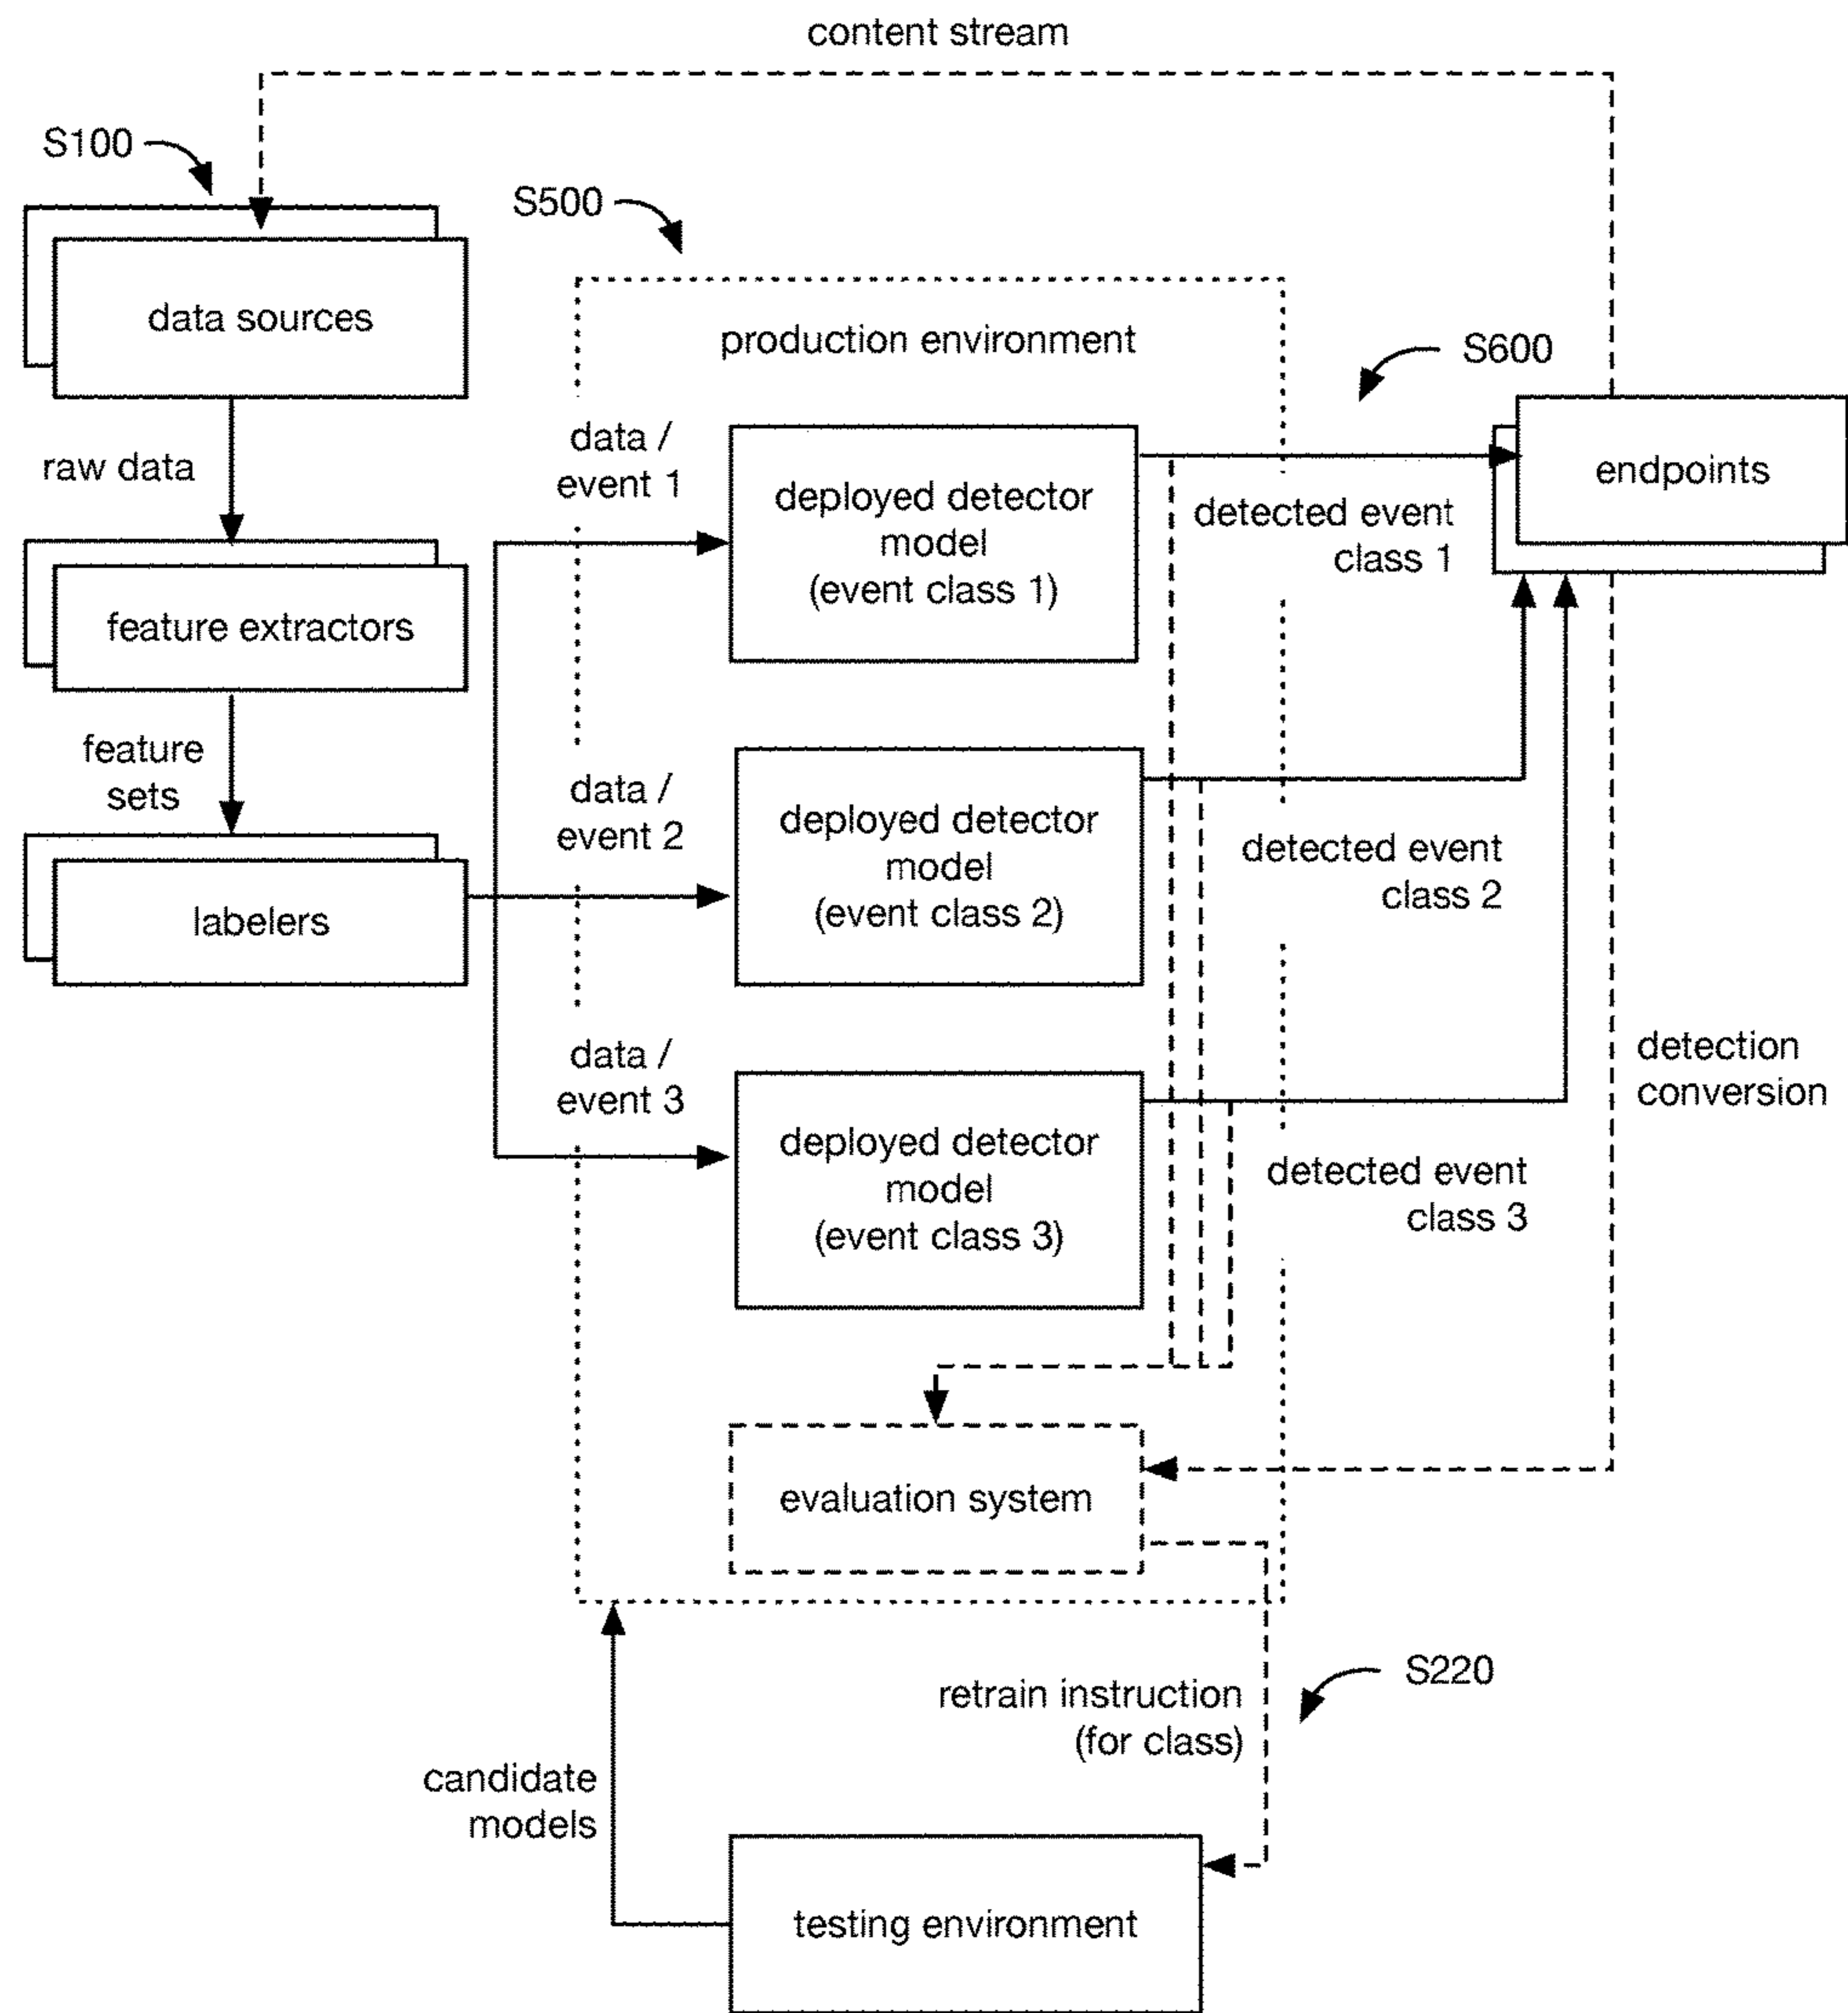 content stream
S100
S500
data sources
production environment
S600
data /
event 1
raw data
endpoints
deployed detector
model
(event class 1)
detected event
class 1
feature extractors
feature
sets
data /
event 2
deployed detector
model
(event class 2)
detected event
class 2
labelers
data /
event 3
detection
conversion
deployed detector
model
(event class 3)
detected event
class 3
evaluation system
retrain instruction
(for class)
S220
candidate
models
testing environment